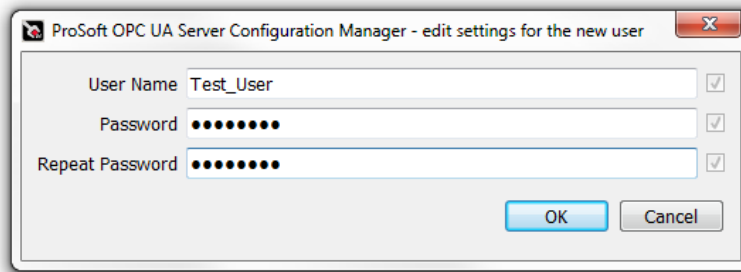 ProSoft OPC UA Server Configuration Manager - edit settings for the new user
User Name Test_User
Password ●●●●●●●●
Repeat Password ●●●●●●●●
OK Cancel